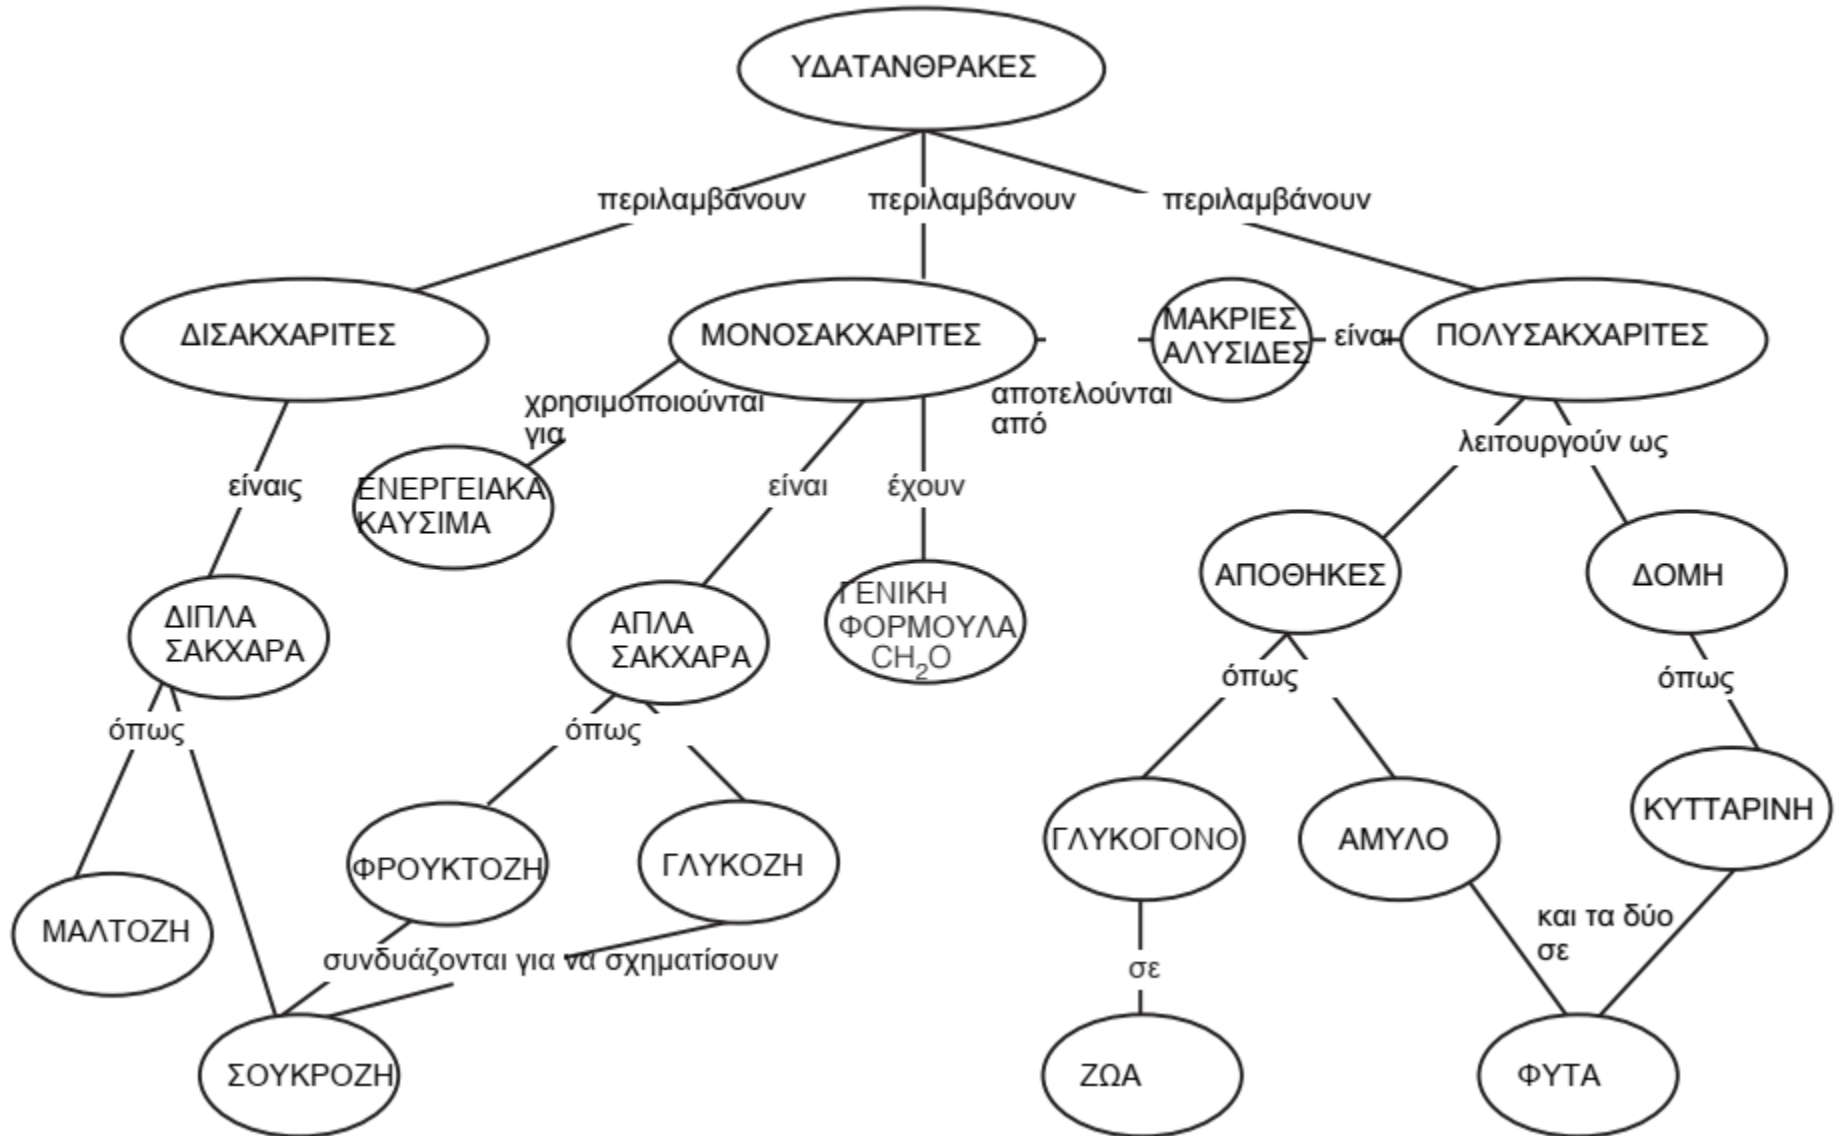 ΥΔΑΤΑΝΘΡΑΚΕΣ
περιλαμβάνουν
περιλαμβάνουν
περιλαμβάνουν
ΔΙΣΑΚΧΑΡΙΤΕΣ
ΜΟΝΟΣΑΚΧΑΡΙΤΕΣ
ΜΑΚΡΙΕΣ
ΑΛΥΣΙΔΕΣ
είναι
ΠΟΛΥΣΑΚΧΑΡΙΤΕΣ
χρησιμοποιούνται
για
αποτελούνται
από
λειτουργούν ως
είναις
ΕΝΕΡΓΕΙΑΚΑ
ΚΑΥΣΙΜΑ
είναι
έχουν
ΑΠΟΘΗΚΕΣ
ΔΟΜΗ
ΔΙΠΛΑ
ΣΑΚΧΑΡΑ
ΑΠΛΑ
ΣΑΚΧΑΡΑ
ΓΕΝΙΚΗ
ΦΟΡΜΟΥΛΑ
CH₂O
όπως
όπως
όπως
όπως
ΦΡΟΥΚΤΟΖΗ
ΓΛΥΚΟΖΗ
ΓΛΥΚΟΓΟΝΟ
ΑΜΥΛΟ
ΚΥΤΤΑΡΙΝΗ
ΜΑΛΤΟΖΗ
συνδυάζονται για να σχηματίσουν
σε
και τα δύο
σε
ΣΟΥΚΡΟΖΗ
ΖΩΑ
ΦΥΤΑ